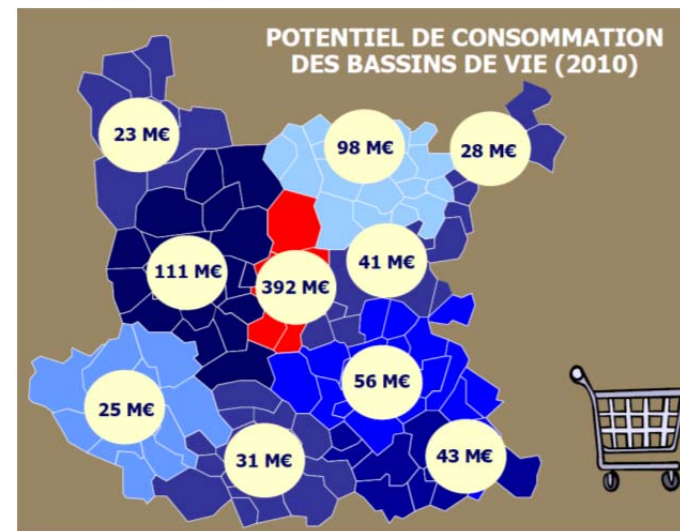 POTENTIEL DE CONSOMMATION
DES BASSINS DE VIE (2010)
23 M€
98 M€
28 M€
111 M€
392 M€
41 M€
25 M€
56 M€
31 M€
43 M€